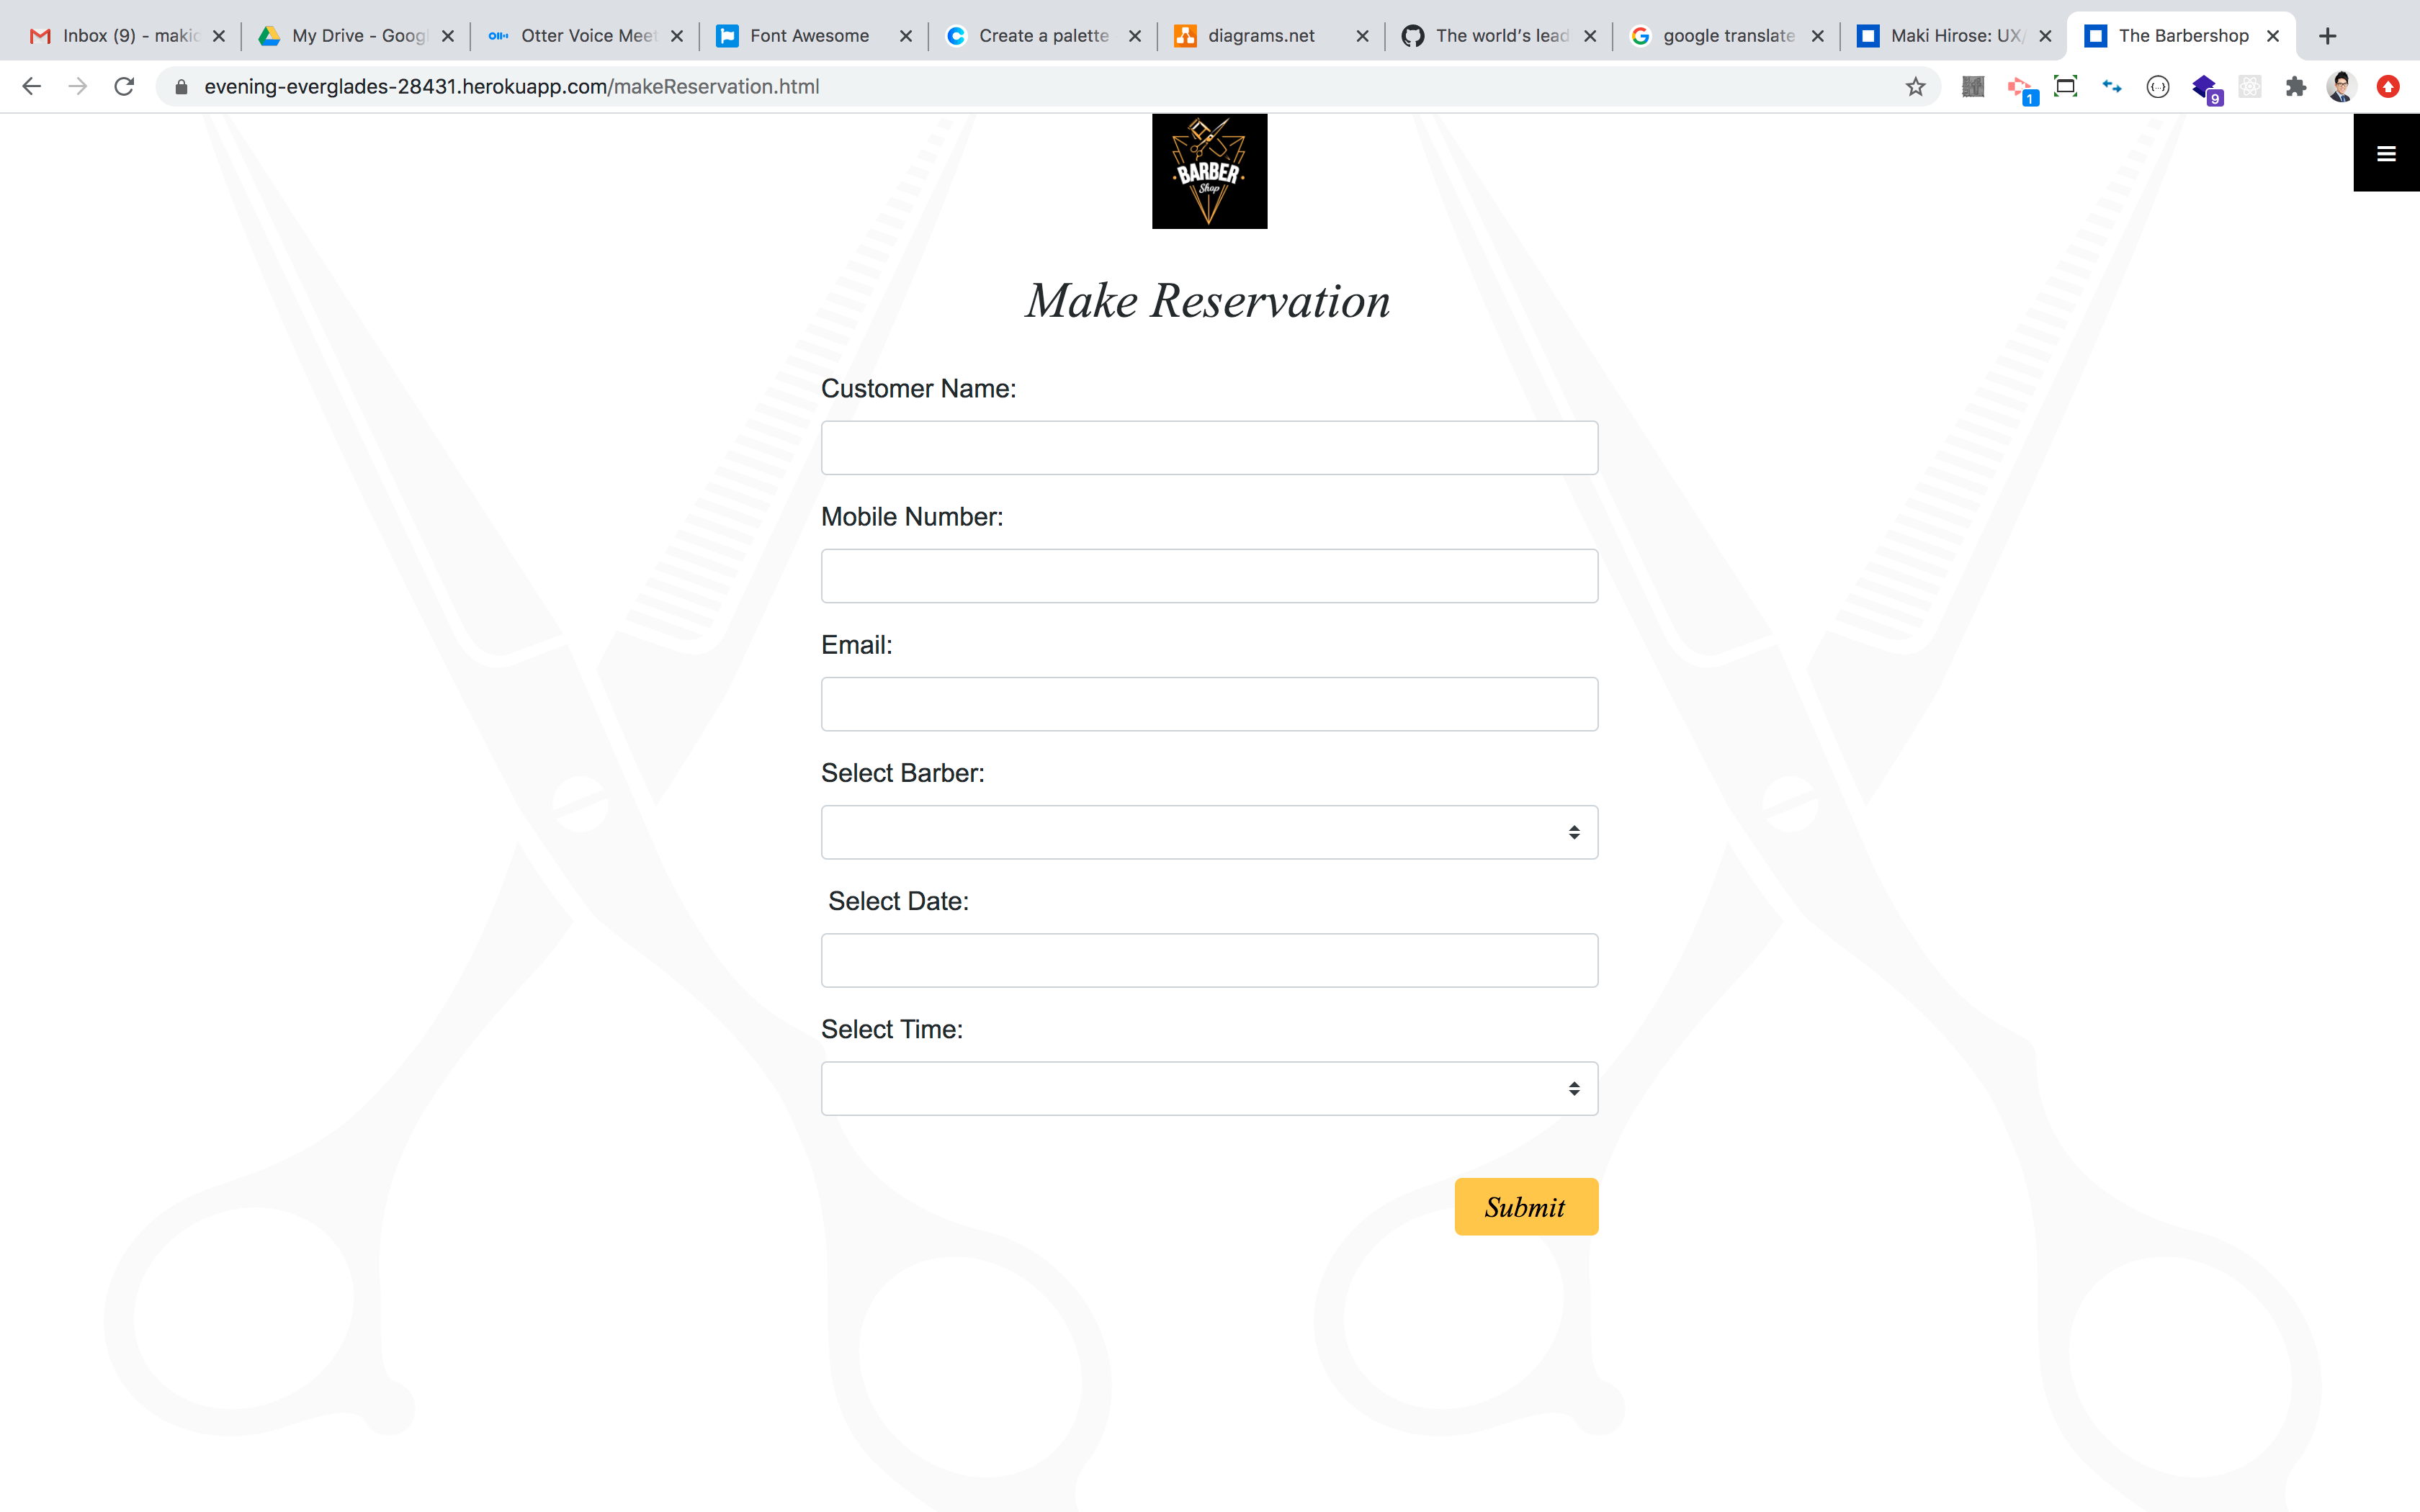 Inbox (9) - makic
My Drive - Googl
Otter Voice Meet
Font Awesome
Create a palette
diagrams.net
The world's lead
google translate
Maki Hirose: UX/
The Barbershop
evening-everglades-28431.herokuapp.com/makeReservation.html
1
9
BARBER
Shop
Make Reservation
Customer Name:
Mobile Number:
Email:
Select Barber:
Select Date:
Select Time:
Submit